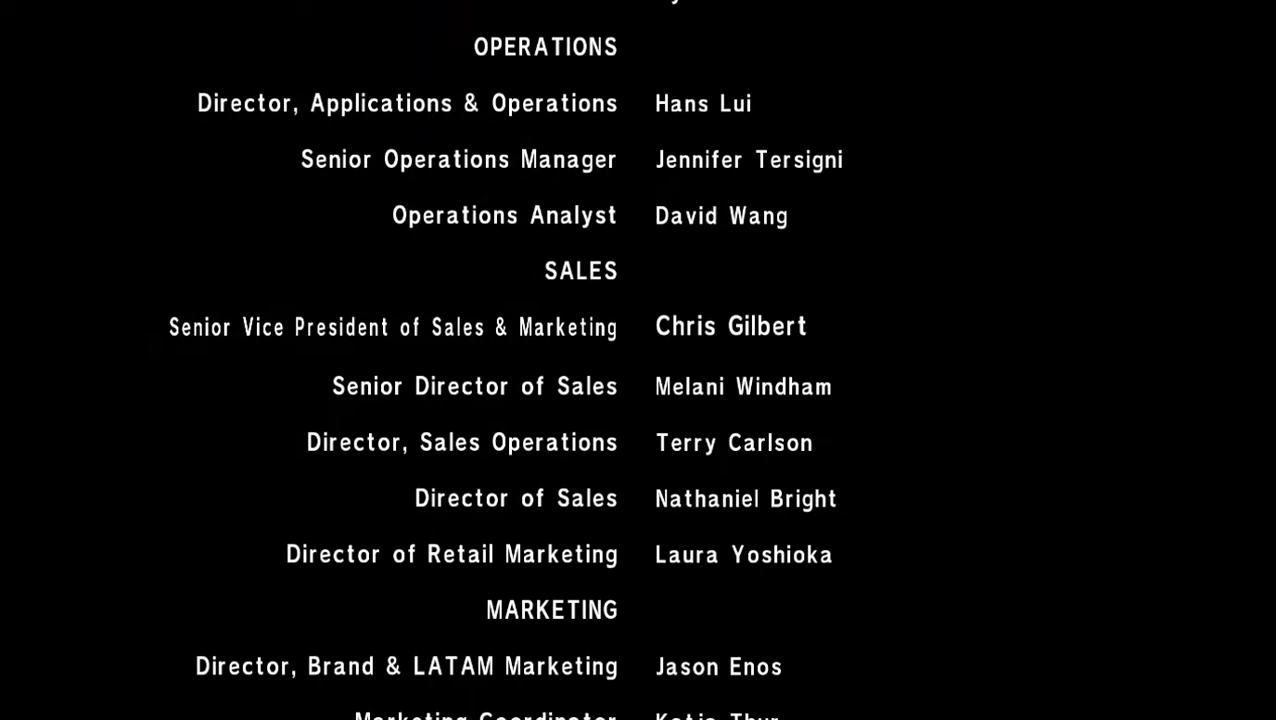 OPERATIONS
Director, Applications & Operations Hans Lui
Senior Operations Manager Jennifer Tersigni
Operations Analyst David Wang
SALES
Senior Vice President of Sales & Marketing Chris Gilbert
Senior Director of Sales Melani Windham
Director, Sales Operations Terry Carlson
Director of Sales Nathaniel Bright
Director of Retail Marketing Laura Yoshioka
MARKETING
Director, Brand & LATAM Marketing Jason Enos
Marketing Coordinator